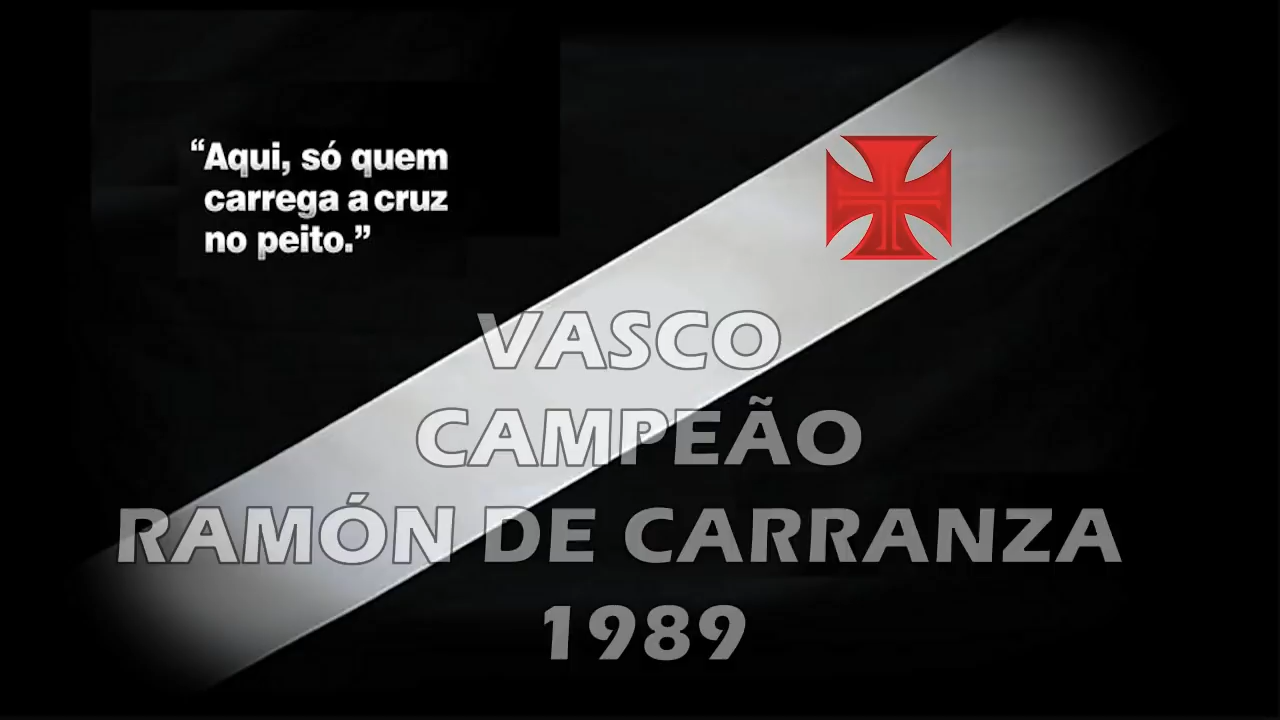 “Aqui, só quem
carrega a cruz
no peito.”
VASCO
CAMPEÃO
RAMÓN DE CARRANZA
1989